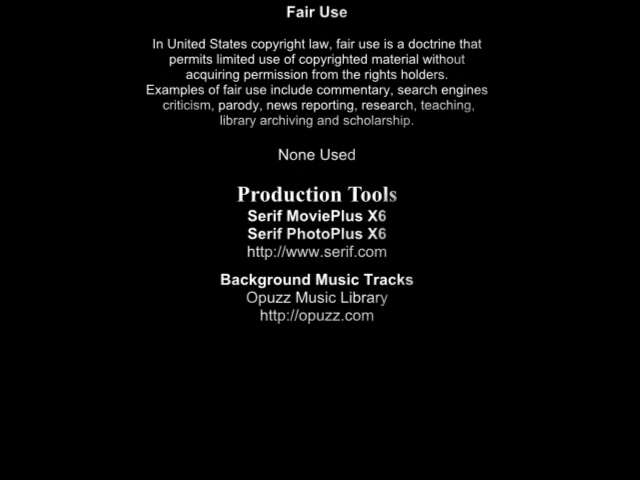 Fair Use
In United States copyright law, fair use is a doctrine that
permits limited use of copyrighted material without
acquiring permission from the rights holders.
Examples of fair use include commentary, search engines
criticism, parody, news reporting, research, teaching,
library archiving and scholarship.
None Used
Production Tools
Serif MoviePlus X6
Serif PhotoPlus X6
http://www.serif.com
Background Music Tracks
Opuzz Music Library
http://opuzz.com